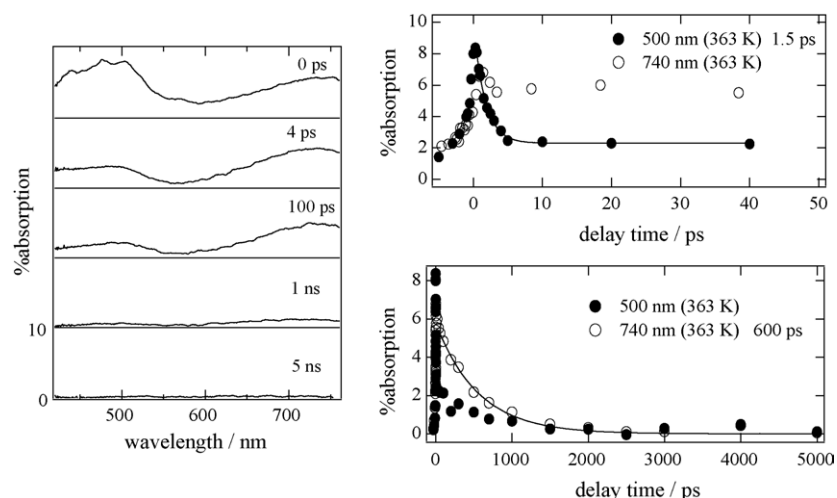 %absorption
0 ps
4 ps
100 ps
1 ns
10
5 ns
0
500
600
700
wavelength / nm
%absorption
10
8
6
4
2
0
500 nm (363 K) 1.5 ps
740 nm (363 K)
0
10
20
30
40
50
delay time / ps
%absorption
8
6
4
2
0
500 nm (363 K)
740 nm (363 K) 600 ps
0
1000
2000
3000
4000
5000
delay time / ps